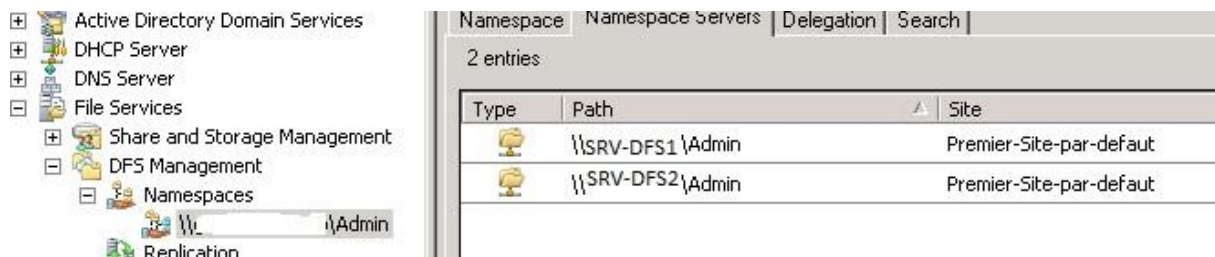 Active Directory Domain Services
DHCP Server
DNS Server
File Services
Share and Storage Management
DFS Management
Namespaces
\\ \Admin
Replication
Namespace Namespace Servers Delegation Search
2 entries
Type Path Site
\\SRV-DFS1\Admin Premier-Site-par-defaut
\\SRV-DFS2\Admin Premier-Site-par-defaut